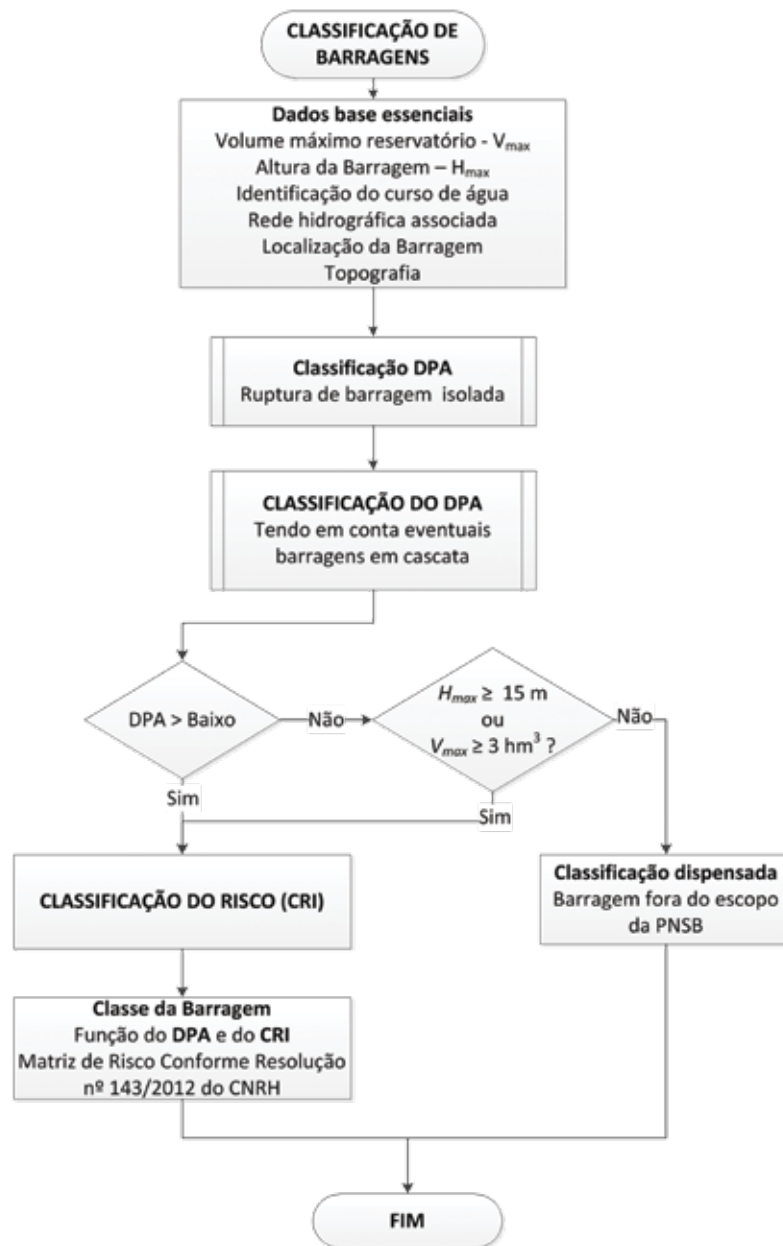 CLASSIFICAÇÃO DE
BARRAGENS
Dados base essenciais
Volume máximo reservatório - Vmax
Altura da Barragem – Hmax
Identificação do curso de água
Rede hidrográfica associada
Localização da Barragem
Topografia
Classificação DPA
Ruptura de barragem isolada
CLASSIFICAÇÃO DO DPA
Tendo em conta eventuais
barragens em cascata
DPA > Baixo
Não
Hmax ≥ 15 m
ou
Vmax ≥ 3 hm³ ?
Não
Sim
Sim
CLASSIFICAÇÃO DO RISCO (CRI)
Classificação dispensada
Barragem fora do escopo
da PNSB
Classe da Barragem
Função do DPA e do CRI
Matriz de Risco Conforme Resolução
nº 143/2012 do CNRH
FIM